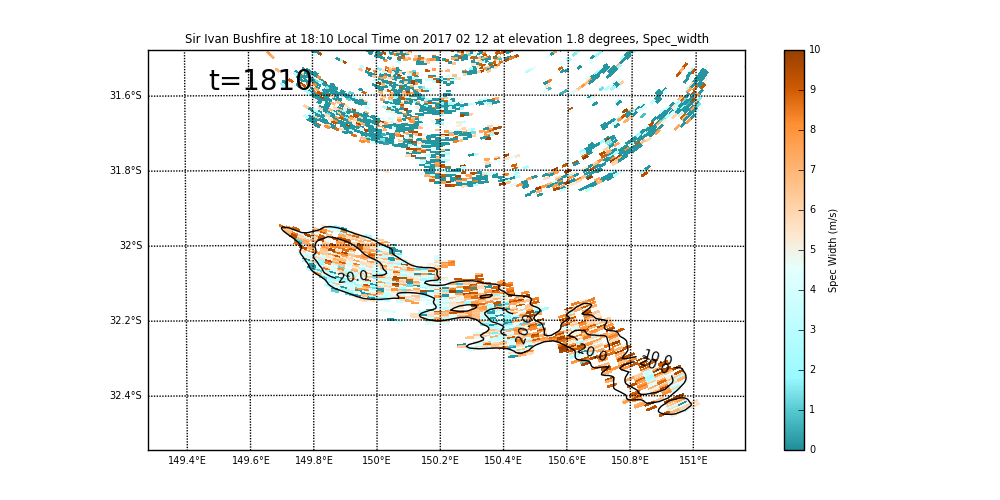 Sir Ivan Bushfire at 18:10 Local Time on 2017 02 12 at elevation 1.8 degrees, Spec_width
t=1810
31.6°S
31.8°S
32°S
32.2°S
32.4°S
149.4°E 149.6°E 149.8°E 150°E 150.2°E 150.4°E 150.6°E 150.8°E 151°E
20.0
20.0
20.0
10.0
20.0
10
9
8
7
6
5
4
3
2
1
0
Spec Width (m/s)